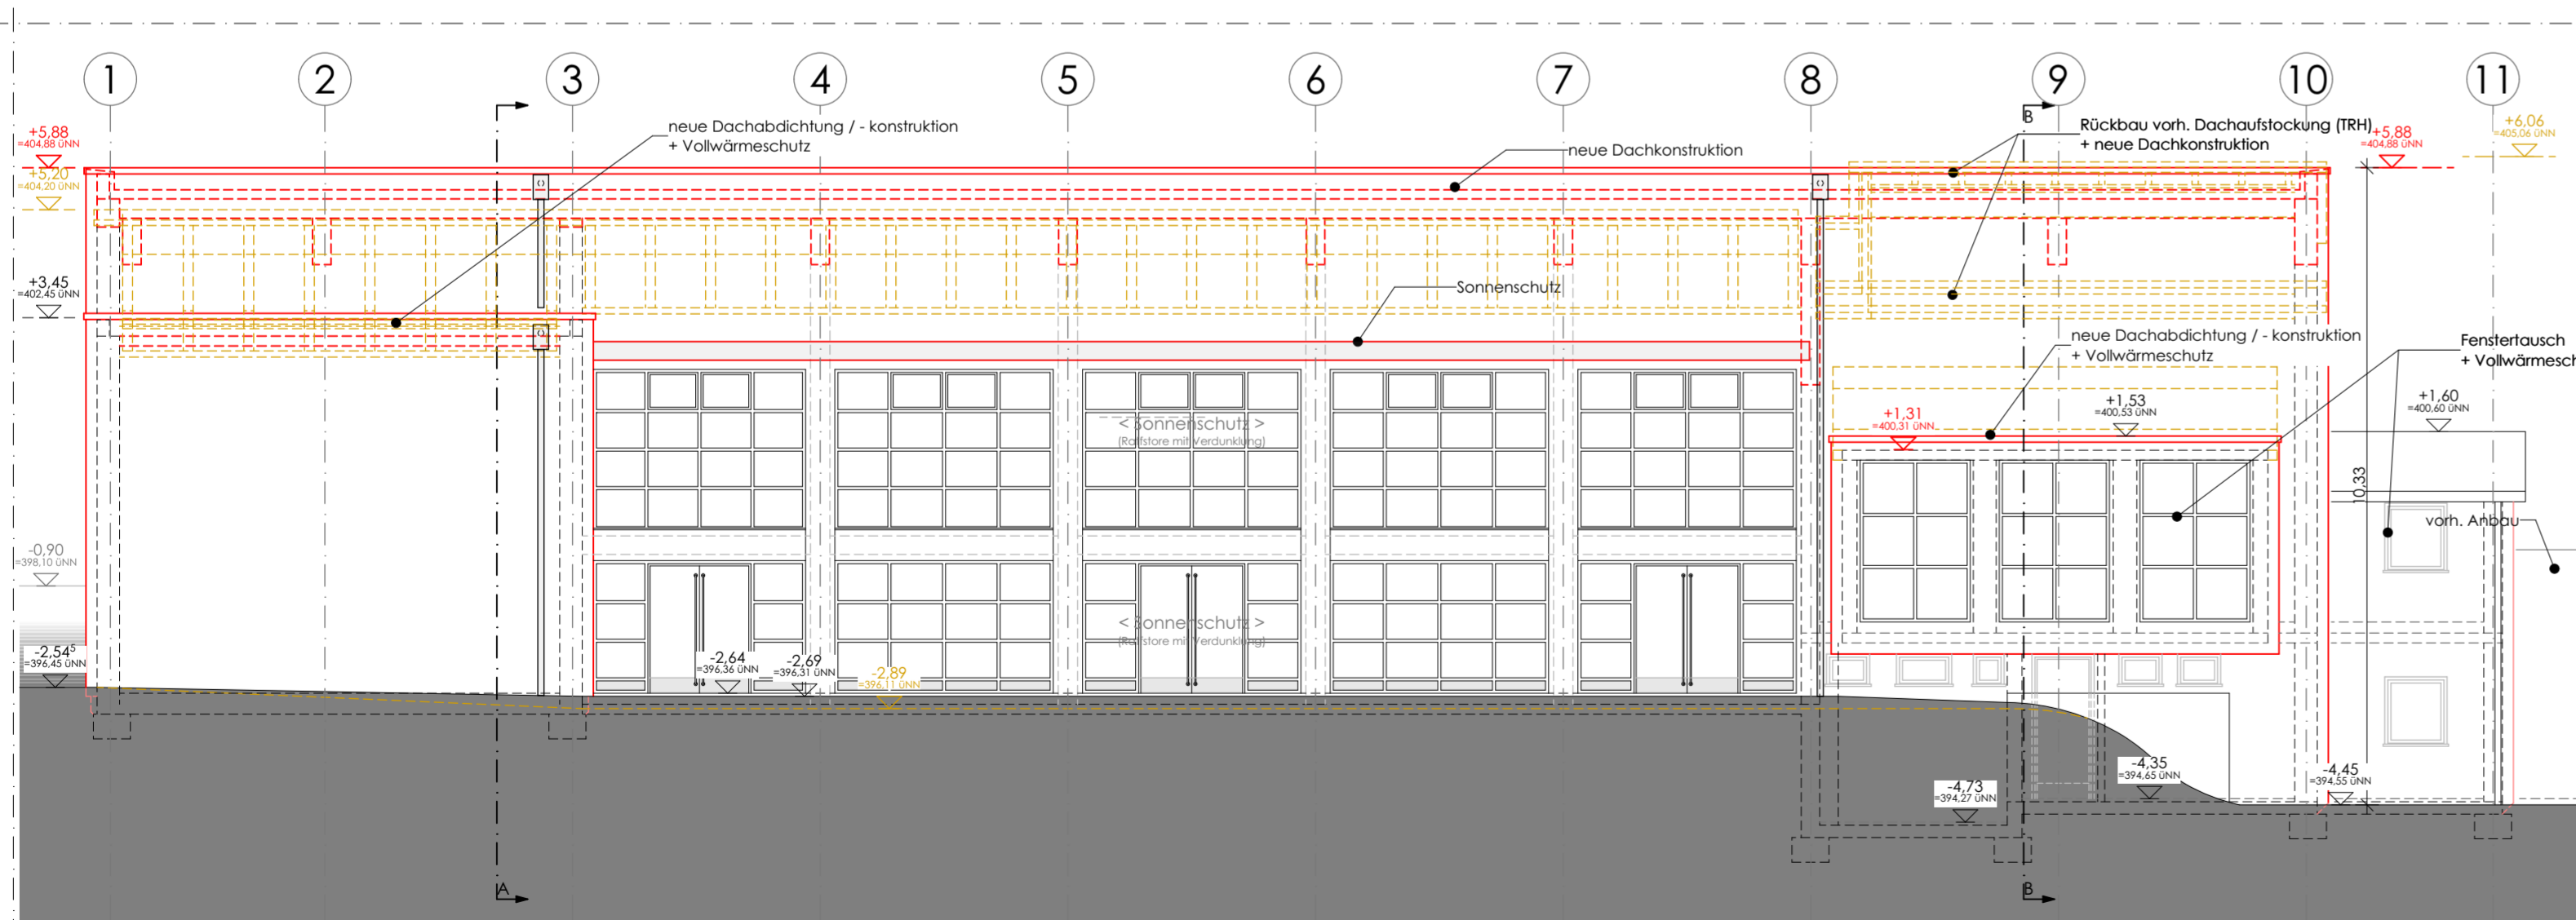 1 2 3 4 5 6 7 8 9 10 11
+5,88
=404,88 üNN
+5,20
=404,20 üNN
+3,45
=402,45 üNN
-0,90
=398,10 üNN
-2,54⁵
=396,45 üNN
neue Dachabdichtung / - konstruktion
+ Vollwärmeschutz
neue Dachkonstruktion
B
Rückbau vorh. Dachaufstockung (TRH)
+ neue Dachkonstruktion
+5,88
=404,88 üNN
+6,06
=405,06 üNN
Sonnenschutz
neue Dachabdichtung / - konstruktion
+ Vollwärmeschutz
Fenstertausch
+ Vollwärmesch
+1,31
=400,31 üNN
+1,53
=400,53 üNN
+1,60
=400,60 üNN
< Sonnenschutz >
(Raffstore mit Verdunklung)
10,33
vorh. Anbau
< Sonnenschutz >
(Raffstore mit Verdunklung)
-2,64
=396,36 üNN
-2,69
=396,31 üNN
-2,89
=396,11 üNN
-4,73
=394,27 üNN
-4,35
=394,65 üNN
-4,45
=394,55 üNN
A
B